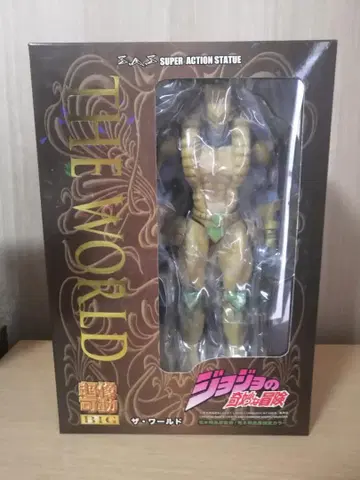 SUPER ACTION STATUE
THE WORLD
超像可動
BIG
ザ・ワールド
ジョジョの
奇妙な冒険